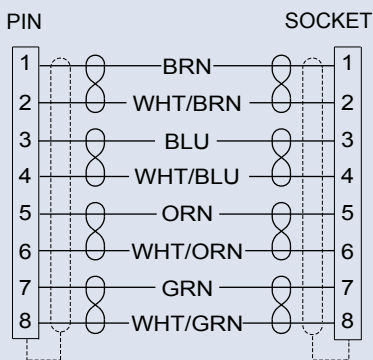 PIN SOCKET
1 BRN 1
2 WHT/BRN 2
3 BLU 3
4 WHT/BLU 4
5 ORN 5
6 WHT/ORN 6
7 GRN 7
8 WHT/GRN 8